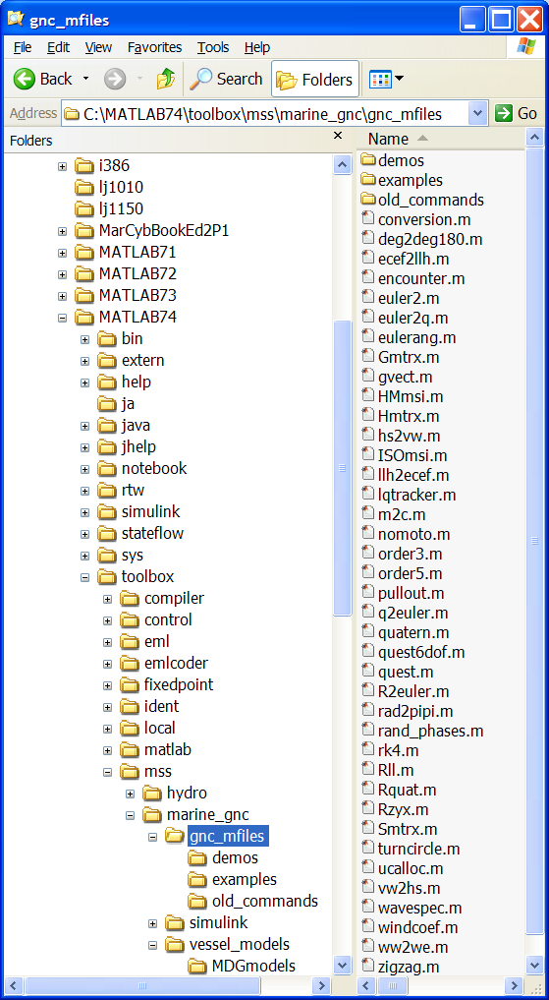 gnc_mfiles
File Edit View Favorites Tools Help
Back Search Folders
Address C:\MATLAB74\toolbox\mss\marine_gnc\gnc_mfiles Go
Folders
i386
lj1010
lj1150
MarCybBookEd2P1
MATLAB71
MATLAB72
MATLAB73
MATLAB74
bin
extern
help
ja
java
jhelp
notebook
rtw
simulink
stateflow
sys
toolbox
compiler
control
eml
emlcoder
fixedpoint
ident
local
matlab
mss
hydro
marine_gnc
gnc_mfiles
demos
examples
old_commands
simulink
vessel_models
MDGmodels
Name
demos
examples
old_commands
conversion.m
deg2deg180.m
ecef2llh.m
encounter.m
euler2.m
euler2q.m
eulerang.m
Gmtrx.m
gvect.m
HMmsi.m
Hmtrx.m
hs2vw.m
ISOmsi.m
llh2ecef.m
lqtracker.m
m2c.m
nomoto.m
order3.m
order5.m
pullout.m
q2euler.m
quatern.m
quest6dof.m
quest.m
R2euler.m
rad2pipi.m
rand_phases.m
rk4.m
Rll.m
Rquat.m
Rzyx.m
Smtrx.m
turncircle.m
ucalloc.m
vw2hs.m
wavespec.m
windcoef.m
ww2we.m
zigzag.m